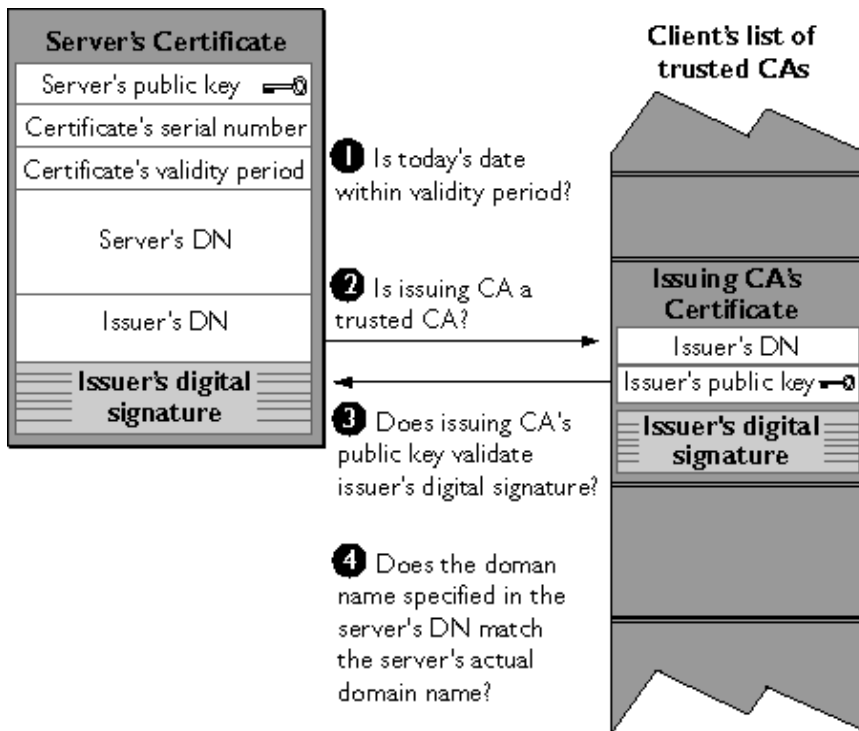 Server's Certificate
Server's public key
Certificate's serial number
Certificate's validity period
Server's DN
Issuer's DN
Issuer's digital
signature
1 Is today's date
within validity period?
2 Is issuing CA a
trusted CA?
3 Does issuing CA's
public key validate
issuer's digital signature?
4 Does the doman
name specified in the
server's DN match
the server's actual
domain name?
Client's list of
trusted CAs
Issuing CA's
Certificate
Issuer's DN
Issuer's public key
Issuer's digital
signature